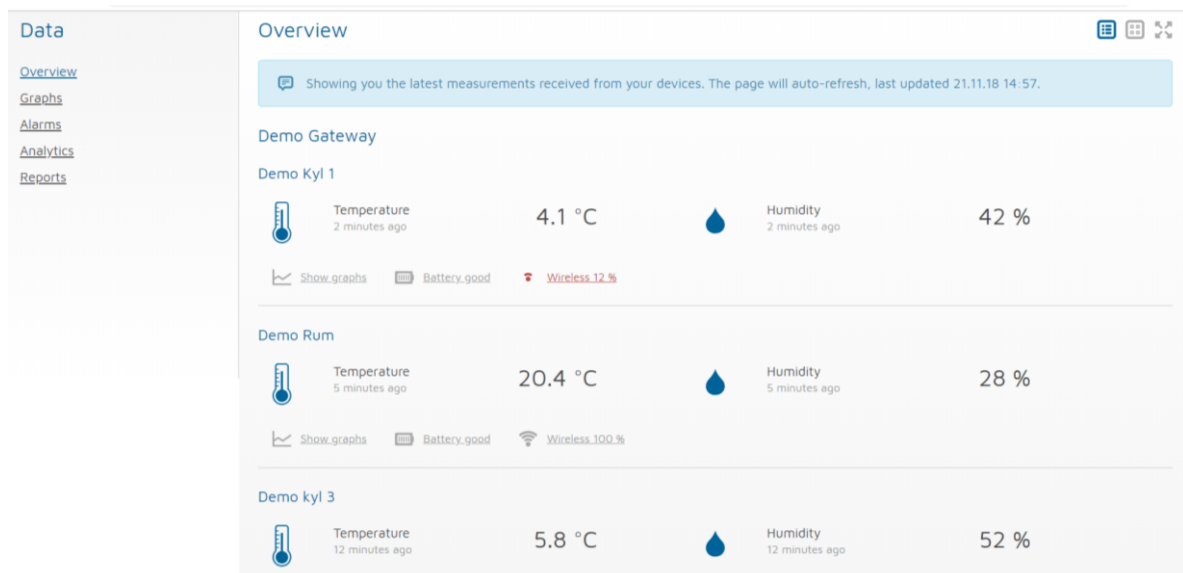 Data
Overview
Graphs
Alarms
Analytics
Reports
Overview
Showing you the latest measurements received from your devices. The page will auto-refresh, last updated 21.11.18 14:57.
Demo Gateway
Demo Kyl 1
Temperature
2 minutes ago
4.1 °C
Humidity
2 minutes ago
42 %
Show graphs
Battery good
Wireless 12 %
Demo Rum
Temperature
5 minutes ago
20.4 °C
Humidity
5 minutes ago
28 %
Show graphs
Battery good
Wireless 100 %
Demo kyl 3
Temperature
12 minutes ago
5.8 °C
Humidity
12 minutes ago
52 %